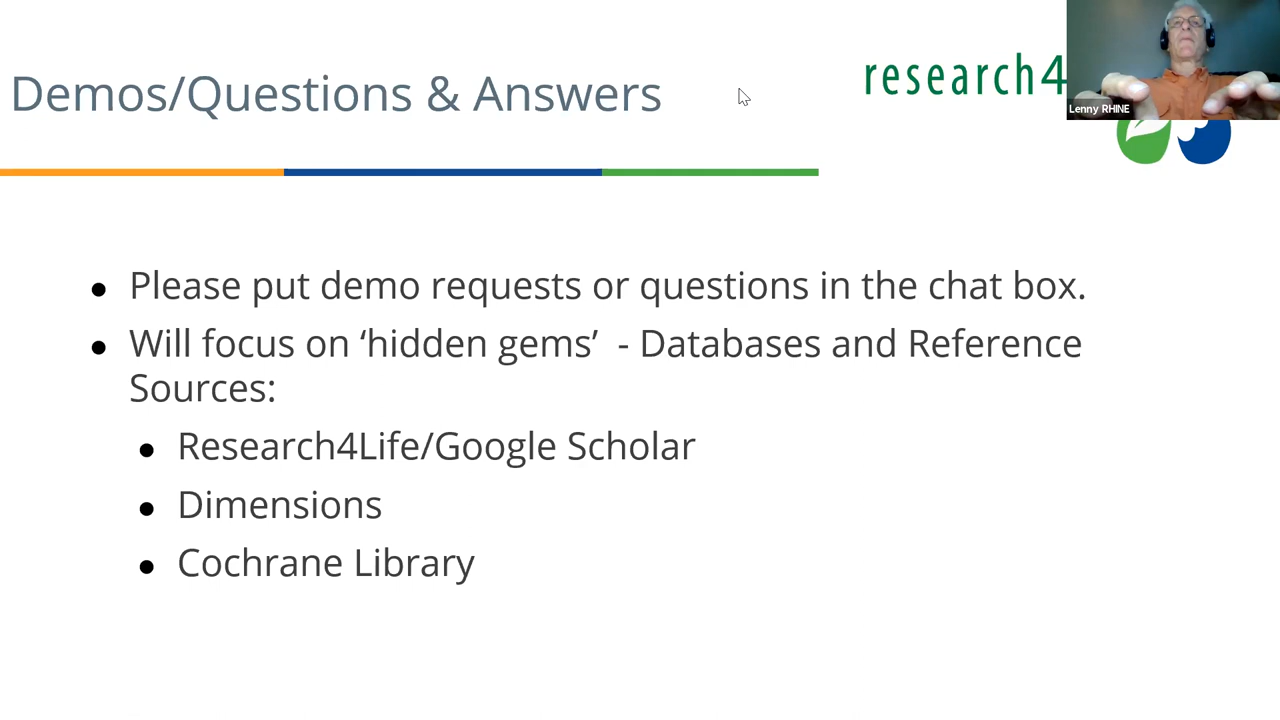 Demos/Questions & Answers
research4
Lenny RHINE
● Please put demo requests or questions in the chat box.
● Will focus on ‘hidden gems’ - Databases and Reference
Sources:
● Research4Life/Google Scholar
● Dimensions
● Cochrane Library